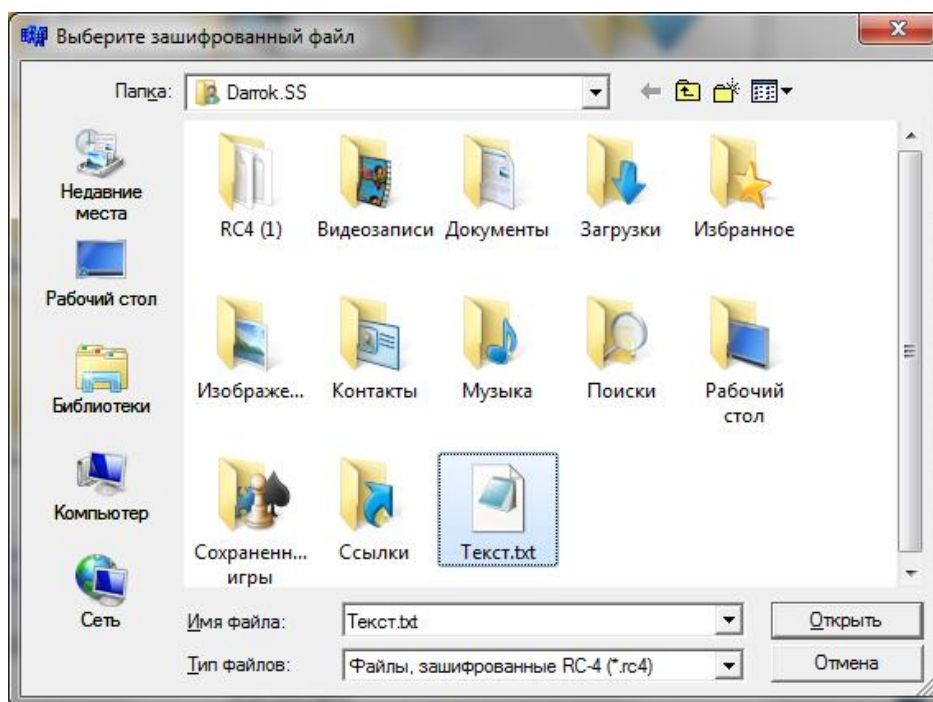 Выберите зашифрованный файл
Папка:
Darrok.SS
Недавние
места
Рабочий стол
Библиотеки
Компьютер
Сеть
RC4 (1)
Видеозаписи
Документы
Загрузки
Избранное
Изображе...
Контакты
Музыка
Поиски
Рабочий
стол
Сохраненн...
игры
Ссылки
Текст.txt
Имя файла:
Текст.txt
Открыть
Тип файлов:
Файлы, зашифрованные RC-4 (*.rc4)
Отмена